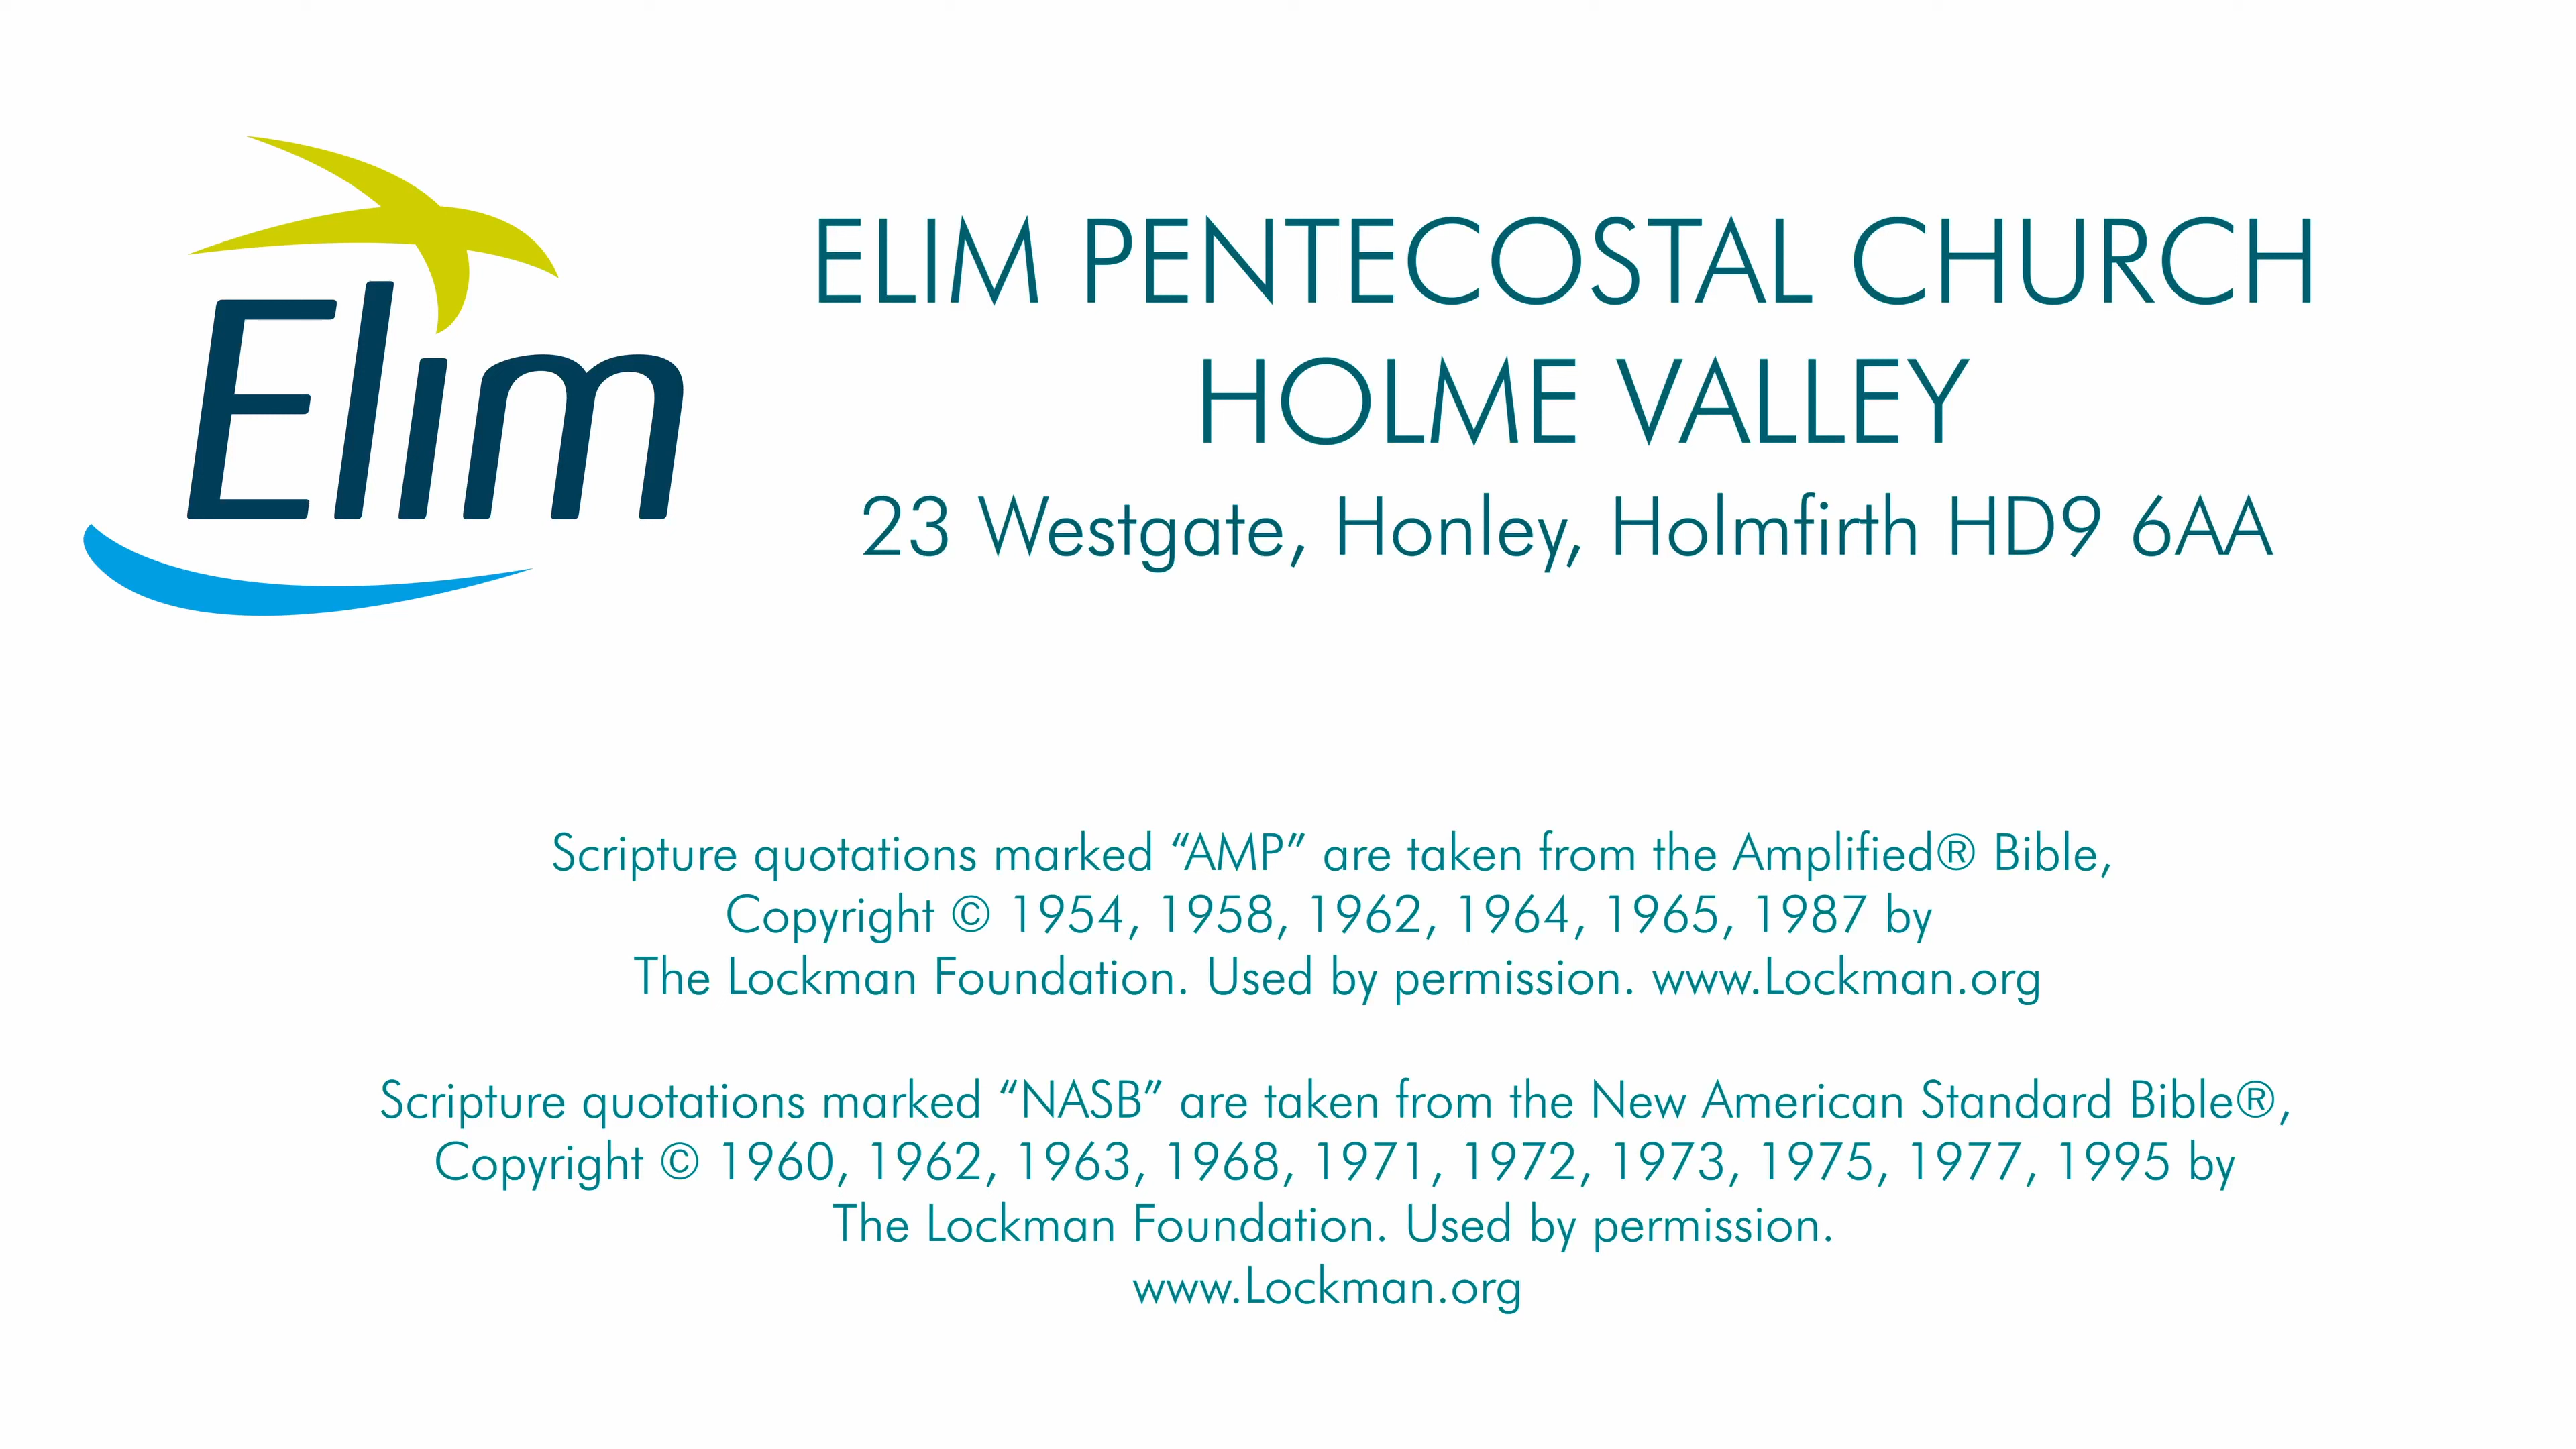 Elim
ELIM PENTECOSTAL CHURCH
HOLME VALLEY
23 Westgate, Honley, Holmfirth HD9 6AA
Scripture quotations marked “AMP” are taken from the Amplified® Bible,
Copyright © 1954, 1958, 1962, 1964, 1965, 1987 by
The Lockman Foundation. Used by permission. www.Lockman.org
Scripture quotations marked “NASB” are taken from the New American Standard Bible®,
Copyright © 1960, 1962, 1963, 1968, 1971, 1972, 1973, 1975, 1977, 1995 by
The Lockman Foundation. Used by permission.
www.Lockman.org